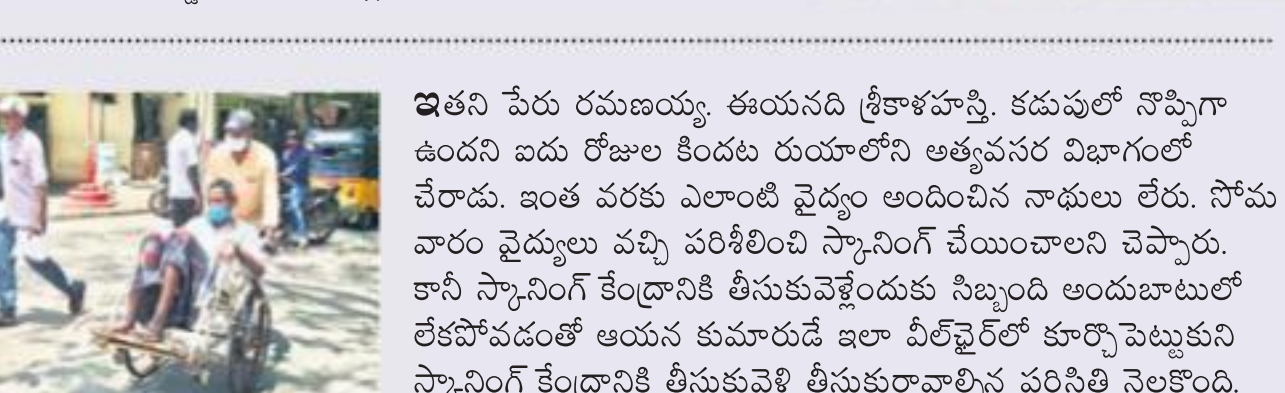 ఇతని పేరు రమణయ్య. ఈయనది శ్రీకాళహస్తి. కడుపులో నొప్పిగా
ఉందని ఐదు రోజుల కిందట రుయాలోని అత్యవసర విభాగంలో
చేరాడు. ఇంత వరకు ఎలాంటి వైద్యం అందించిన నాథులు లేరు. సోమ
వారం వైద్యులు వచ్చి పరిశీలించి స్కానింగ్ చేయించాలని చెప్పారు.
కానీ స్కానింగ్ కేంద్రానికి తీసుకువెళ్లేందుకు సిబ్బంది అందుబాటులో
లేకపోవడంతో ఆయన కుమారుడే ఇలా వీల్‌ఛైర్‌లో కూర్చొపెట్టుకుని
స్కానింగ్ కేంద్రానికి తీసుకువెళ్లి తీసుకురావాల్సిన పరిస్థితి నెలకొంది.